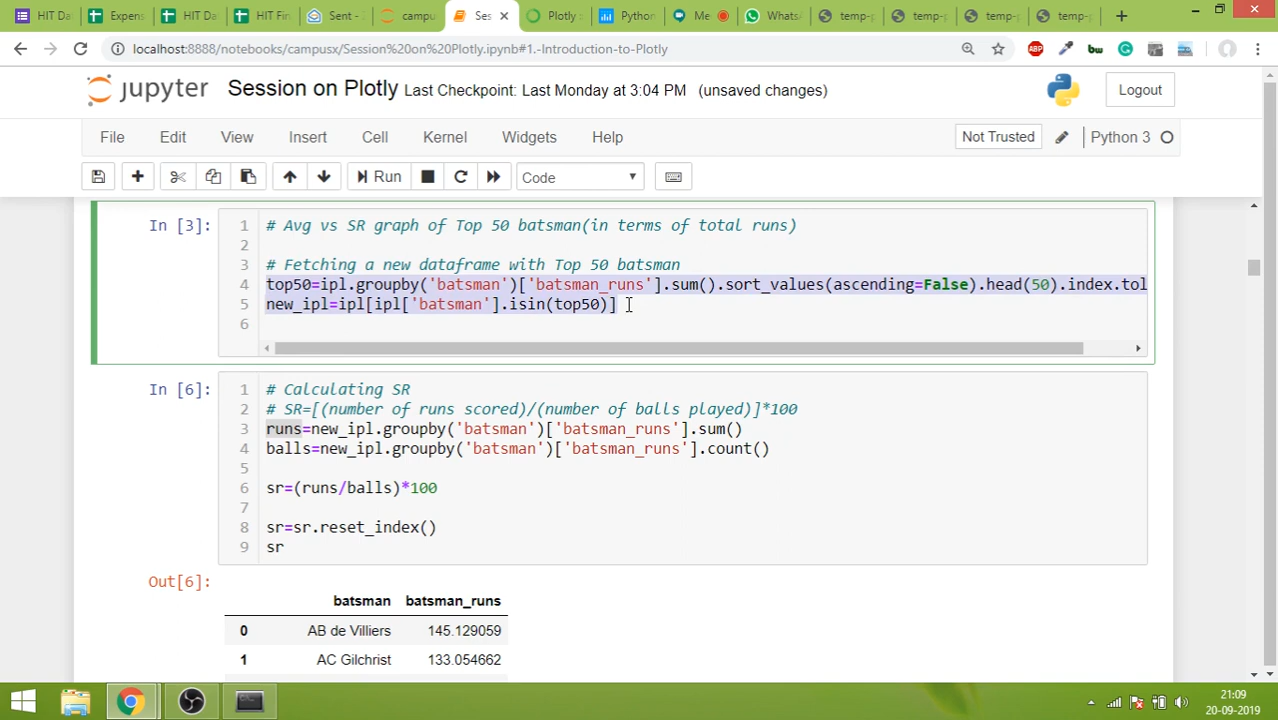 HIT Da
Expens
HIT Da
HIT Fin
Sent -
campu
Ses
Plotly
Python
Me
Whats
temp-p
temp-p
temp-p
temp-p
localhost:8888/notebooks/campusx/Session%20on%20Plotly.ipynb#1.-Introduction-to-Plotly
ABP
bw
jupyter Session on Plotly Last Checkpoint: Last Monday at 3:04 PM (unsaved changes)
Logout
File Edit View Insert Cell Kernel Widgets Help
Not Trusted
Python 3
Run
Code
In [3]:
1 # Avg vs SR graph of Top 50 batsman(in terms of total runs)
2
3 # Fetching a new dataframe with Top 50 batsman
4 top50=ipl.groupby('batsman')['batsman_runs'].sum().sort_values(ascending=False).head(50).index.tol
5 new_ipl=ipl[ipl['batsman'].isin(top50)]
6
In [6]:
1 # Calculating SR
2 # SR=[(number of runs scored)/(number of balls played)]*100
3 runs=new_ipl.groupby('batsman')['batsman_runs'].sum()
4 balls=new_ipl.groupby('batsman')['batsman_runs'].count()
5
6 sr=(runs/balls)*100
7
8 sr=sr.reset_index()
9 sr
Out[6]:
batsman batsman_runs
0 AB de Villiers 145.129059
1 AC Gilchrist 133.054662
21:09
20-09-2019